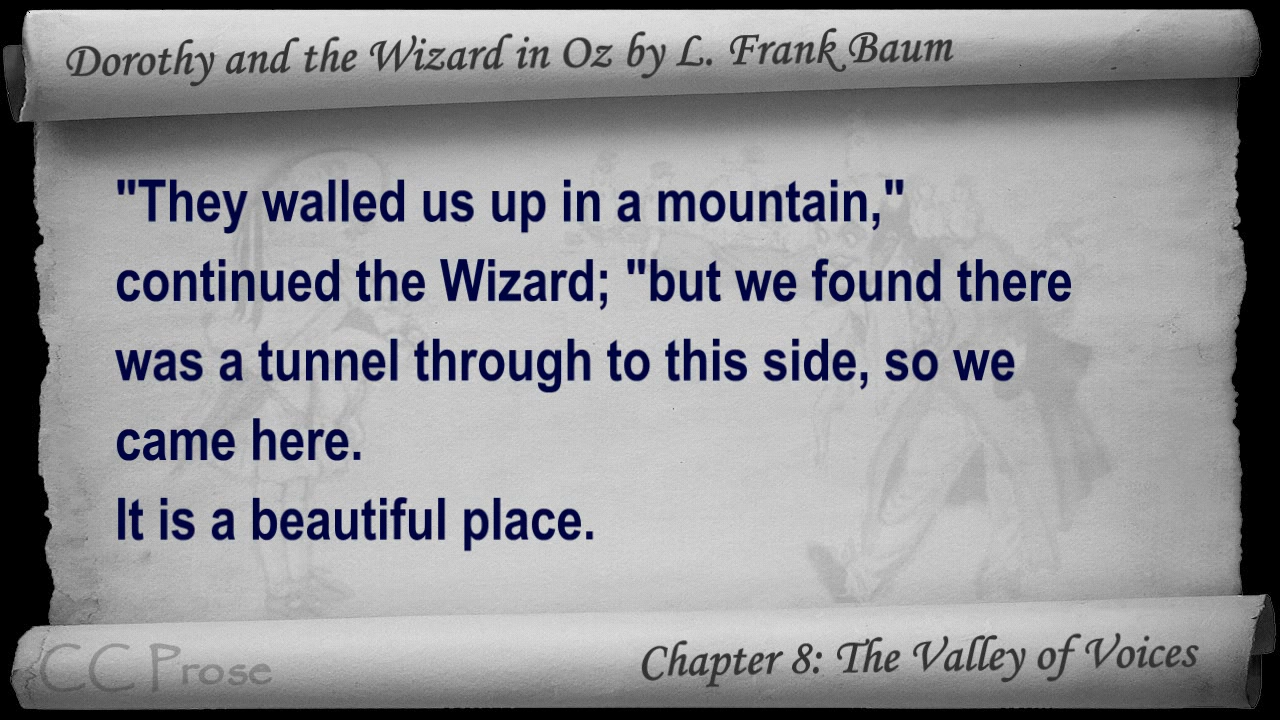 Dorothy and the Wizard in Oz by L. Frank Baum
"They walled us up in a mountain,"
continued the Wizard; "but we found there
was a tunnel through to this side, so we
came here.
It is a beautiful place.
CC Prose
Chapter 8: The Valley of Voices